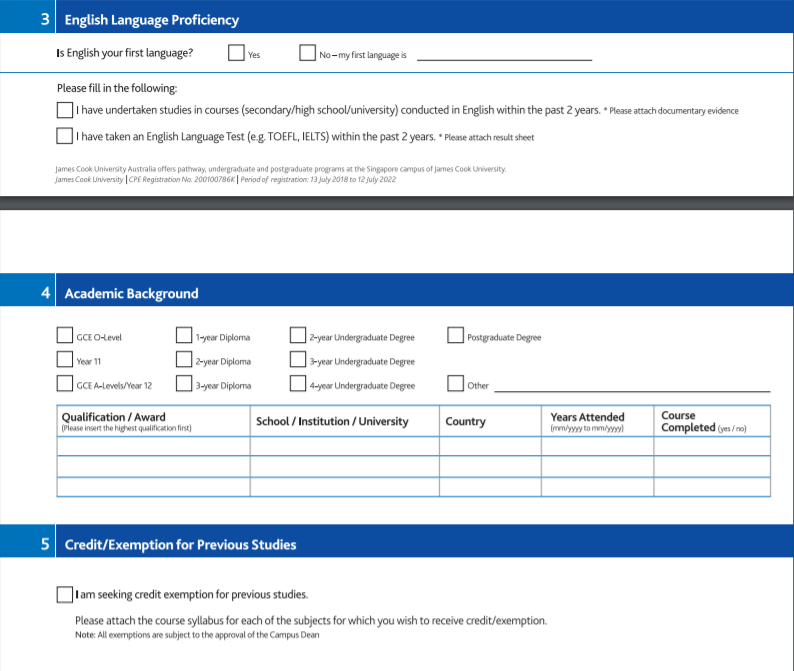 3 English Language Proficiency
Is English your first language? Yes No – my first language is
Please fill in the following:
I have undertaken studies in courses (secondary/high school/university) conducted in English within the past 2 years. * Please attach documentary evidence
I have taken an English Language Test (e.g. TOEFL, IELTS) within the past 2 years. * Please attach result sheet
James Cook University Australia offers pathway, undergraduate and postgraduate programs at the Singapore campus of James Cook University.
James Cook University | CPE Registration No. 200100786K | Period of registration: 13 July 2018 to 12 July 2022
4 Academic Background
GCE O-Level 1-year Diploma 2-year Undergraduate Degree Postgraduate Degree
Year 11 2-year Diploma 3-year Undergraduate Degree
GCE A-Levels/Year 12 3-year Diploma 4-year Undergraduate Degree Other
Qualification / Award School / Institution / University Country Years Attended Course
(Please insert the highest qualification first) (mm/yyyy to mm/yyyy) Completed (yes / no)
5 Credit/Exemption for Previous Studies
I am seeking credit exemption for previous studies.
Please attach the course syllabus for each of the subjects for which you wish to receive credit/exemption.
Note: All exemptions are subject to the approval of the Campus Dean